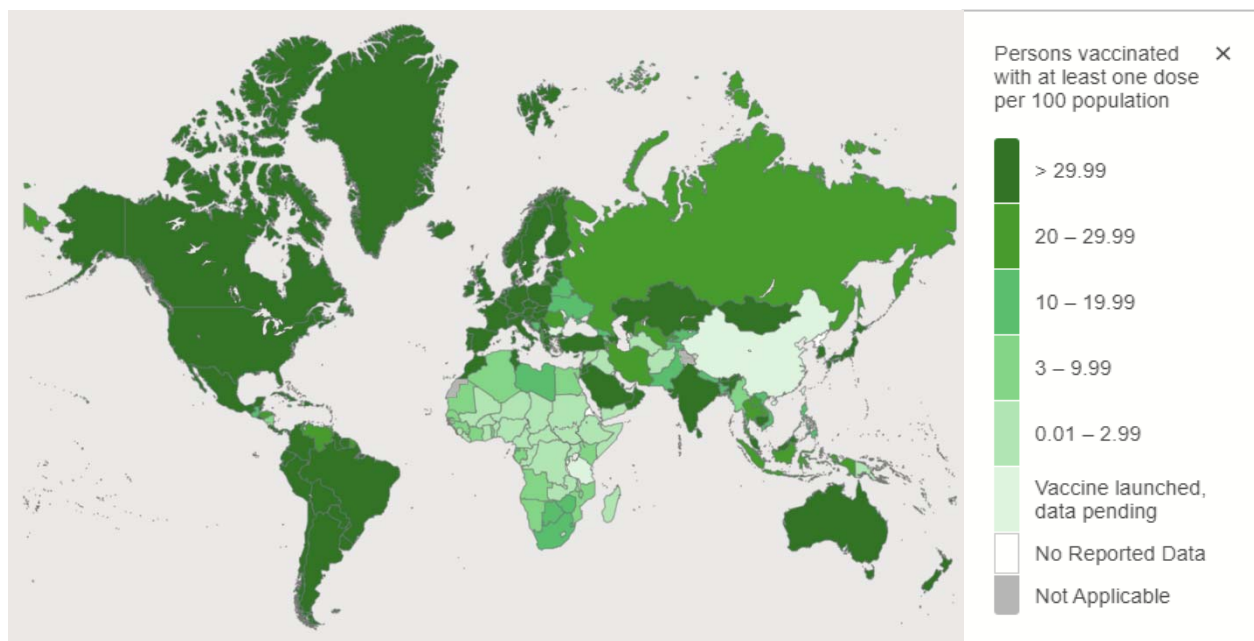 Persons vaccinated
with at least one dose
per 100 population
> 29.99
20 – 29.99
10 – 19.99
3 – 9.99
0.01 – 2.99
Vaccine launched,
data pending
No Reported Data
Not Applicable